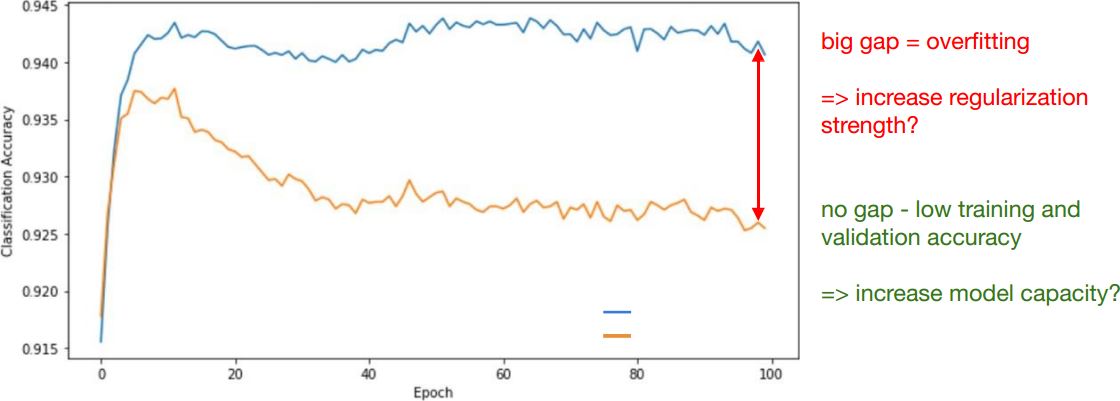 0.945
0.940
0.935
0.930
0.925
0.920
0.915
Classification Accuracy
0
20
40
60
80
100
Epoch
big gap = overfitting
=> increase regularization
strength?
no gap - low training and
validation accuracy
=> increase model capacity?